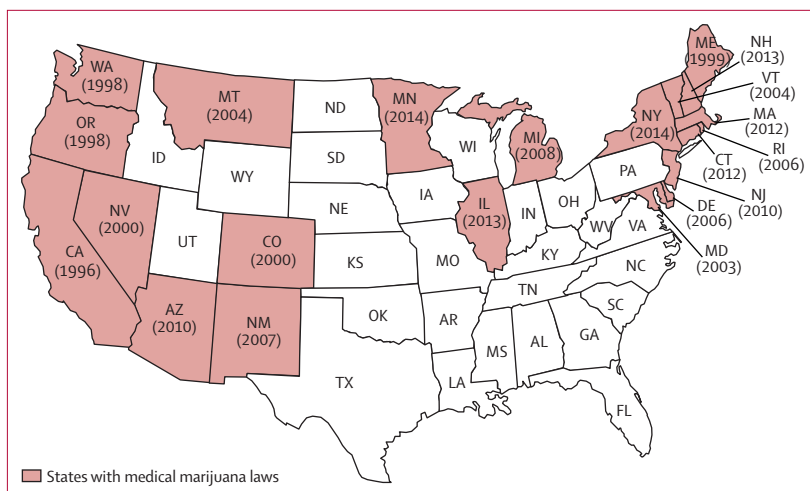 WA
(1998)
OR
(1998)
CA
(1996)
NV
(2000)
ID
MT
(2004)
WY
UT
AZ
(2010)
CO
(2000)
NM
(2007)
ND
SD
NE
KS
OK
TX
MN
(2014)
IA
MO
AR
LA
WI
IL
(2013)
MI
(2008)
IN
OH
KY
TN
MS
AL
GA
FL
SC
NC
VA
WV
PA
NY
(2014)
ME
(1999)
NH
(2013)
VT
(2004)
MA
(2012)
RI
(2006)
CT
(2012)
NJ
(2010)
DE
(2006)
MD
(2003)
States with medical marijuana laws